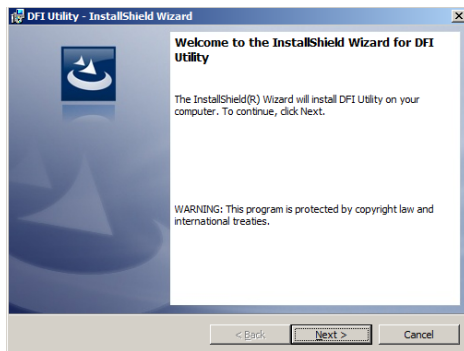 DFI Utility - InstallShield Wizard
Welcome to the InstallShield Wizard for DFI
Utility
The InstallShield(R) Wizard will install DFI Utility on your
computer. To continue, click Next.
WARNING: This program is protected by copyright law and
international treaties.
< Back
Next >
Cancel